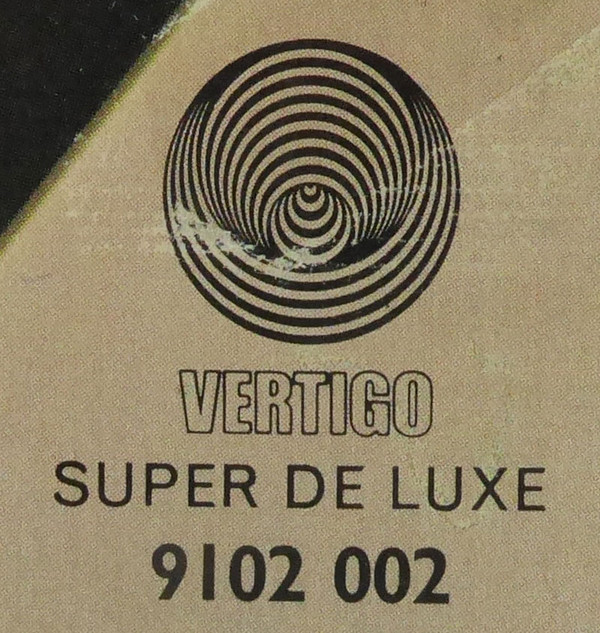 VERTIGO
SUPER DE LUXE
9102 002